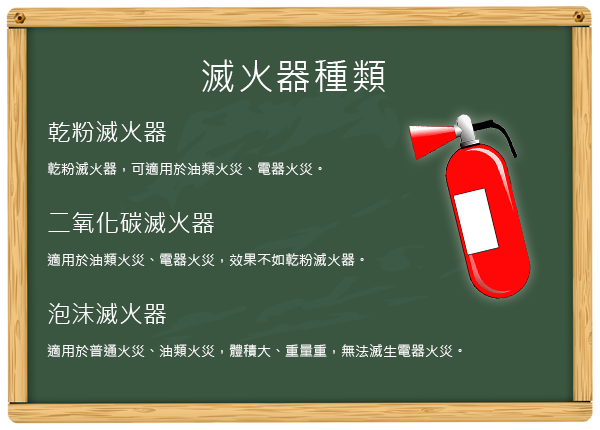 滅火器種類
乾粉滅火器
乾粉滅火器，可適用於油類火災、電器火災。
二氧化碳滅火器
適用於油類火災、電器火災，效果不如乾粉滅火器。
泡沫滅火器
適用於普通火災、油類火災，體積大、重量重，無法滅生電器火災。